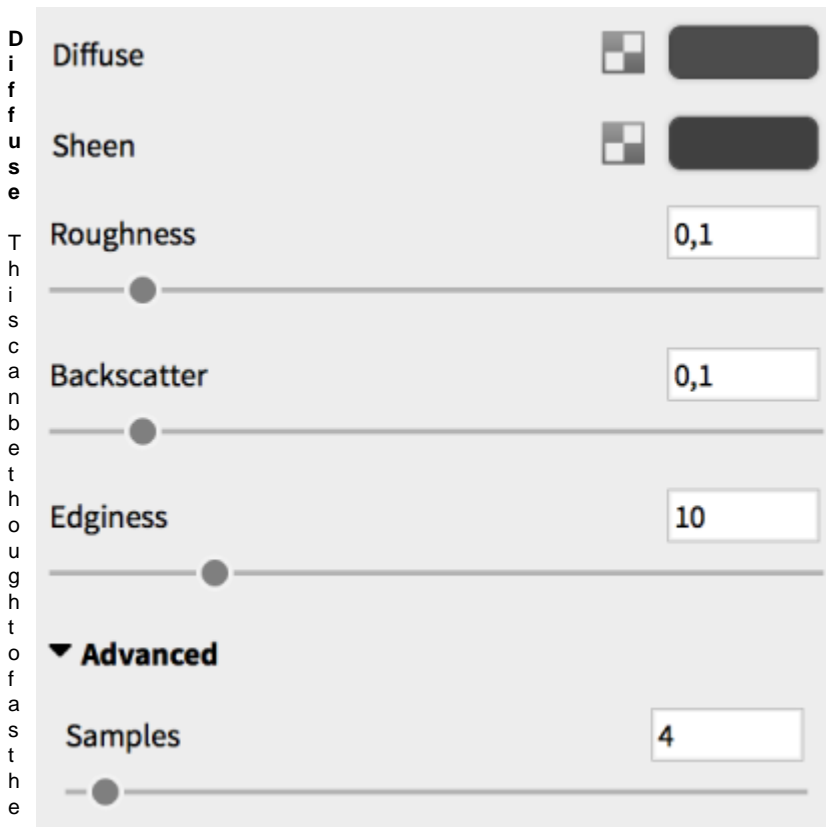 Diffuse
This can be thought of as the
Diffuse
Sheen
Roughness 0,1
Backscatter 0,1
Edginess 10
Advanced
Samples 4